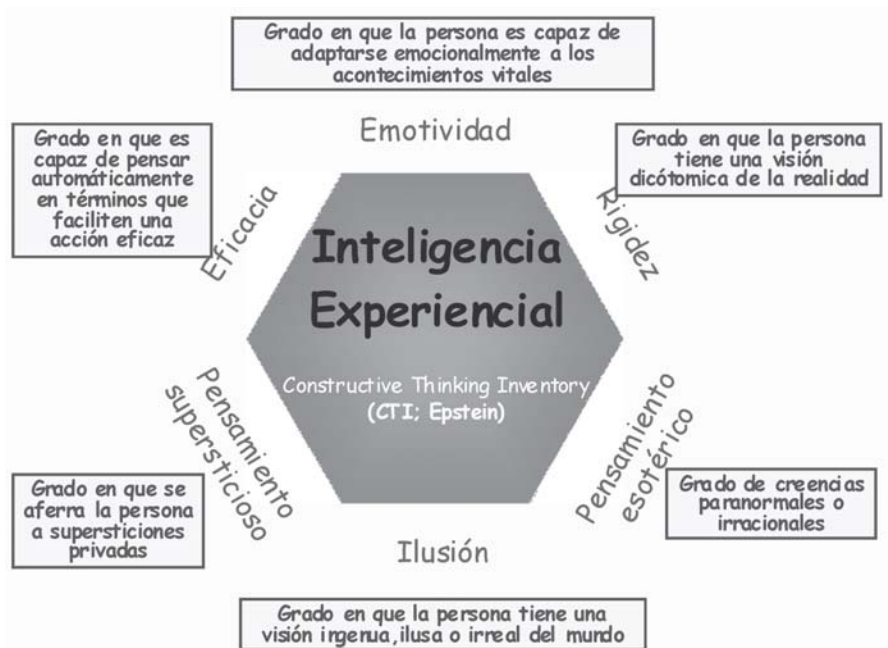 Grado en que la persona es capaz de
adaptarse emocionalmente a los
acontecimientos vitales
Emotividad
Grado en que es
capaz de pensar
automáticamente
en términos que
faciliten una
acción eficaz
Eficacia
Grado en que la persona
tiene una visión
dicótomica de la realidad
Rigidez
Inteligencia
Experiencial
Constructive Thinking Inventory
(CTI; Epstein)
Pensamiento
supersticioso
Grado en que se
aferra la persona
a supersticiones
privadas
Pensamiento
esotérico
Grado de creencias
paranormales o
irracionales
Ilusión
Grado en que la persona tiene una
visión ingenua,ilusa o irreal del mundo